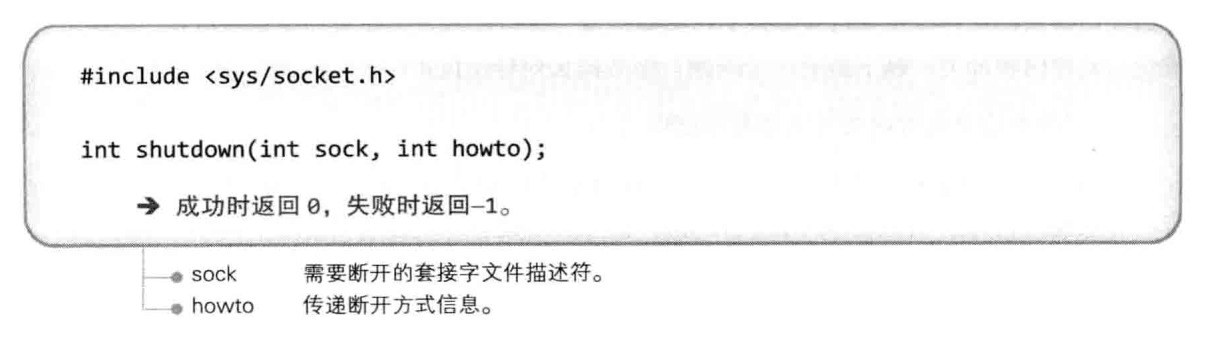 #include <sys/socket.h>
int shutdown(int sock, int howto);
➔ 成功时返回 0，失败时返回–1。
sock 需要断开的套接字文件描述符。
howto 传递断开方式信息。